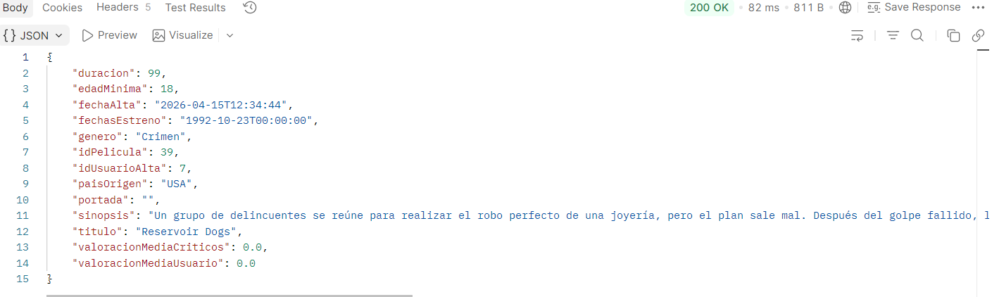 Body Cookies Headers 5 Test Results 200 OK • 82 ms • 811 B • e.g. Save Response
{} JSON Preview Visualize
1 {
2 "duracion": 99,
3 "edadMinima": 18,
4 "fechaAlta": "2026-04-15T12:34:44",
5 "fechasEstreno": "1992-10-23T00:00:00",
6 "genero": "Crimen",
7 "idPelicula": 39,
8 "idUsuarioAlta": 7,
9 "paisOrigen": "USA",
10 "portada": "",
11 "sinopsis": "Un grupo de delincuentes se reúne para realizar el robo perfecto de una joyería, pero el plan sale mal. Después del golpe fallido, l
12 "titulo": "Reservoir Dogs",
13 "valoracionMediaCriticos": 0.0,
14 "valoracionMediaUsuario": 0.0
15 }